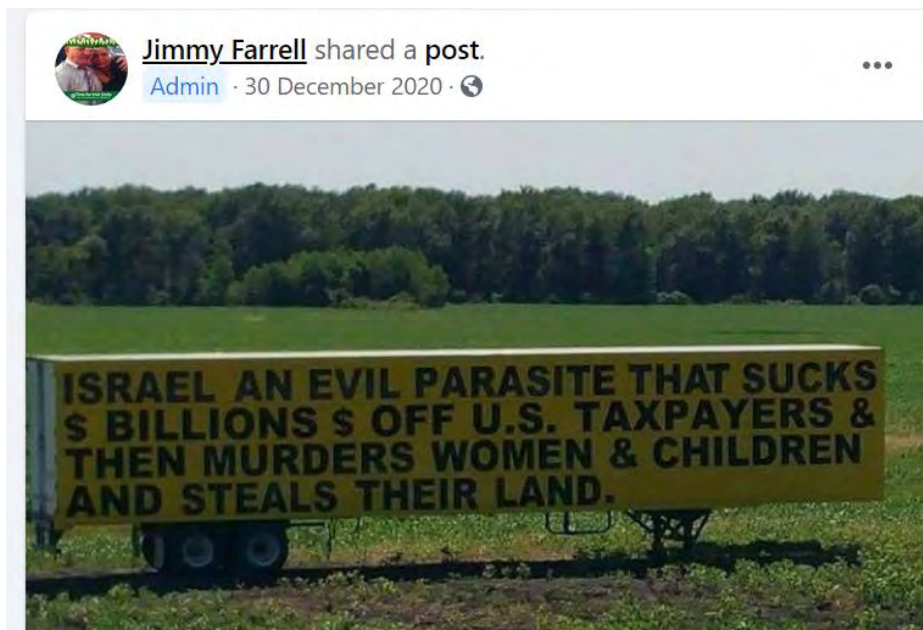 Jimmy Farrell shared a post.
Admin · 30 December 2020 ·
ISRAEL AN EVIL PARASITE THAT SUCKS
$ BILLIONS $ OFF U.S. TAXPAYERS &
THEN MURDERS WOMEN & CHILDREN
AND STEALS THEIR LAND.